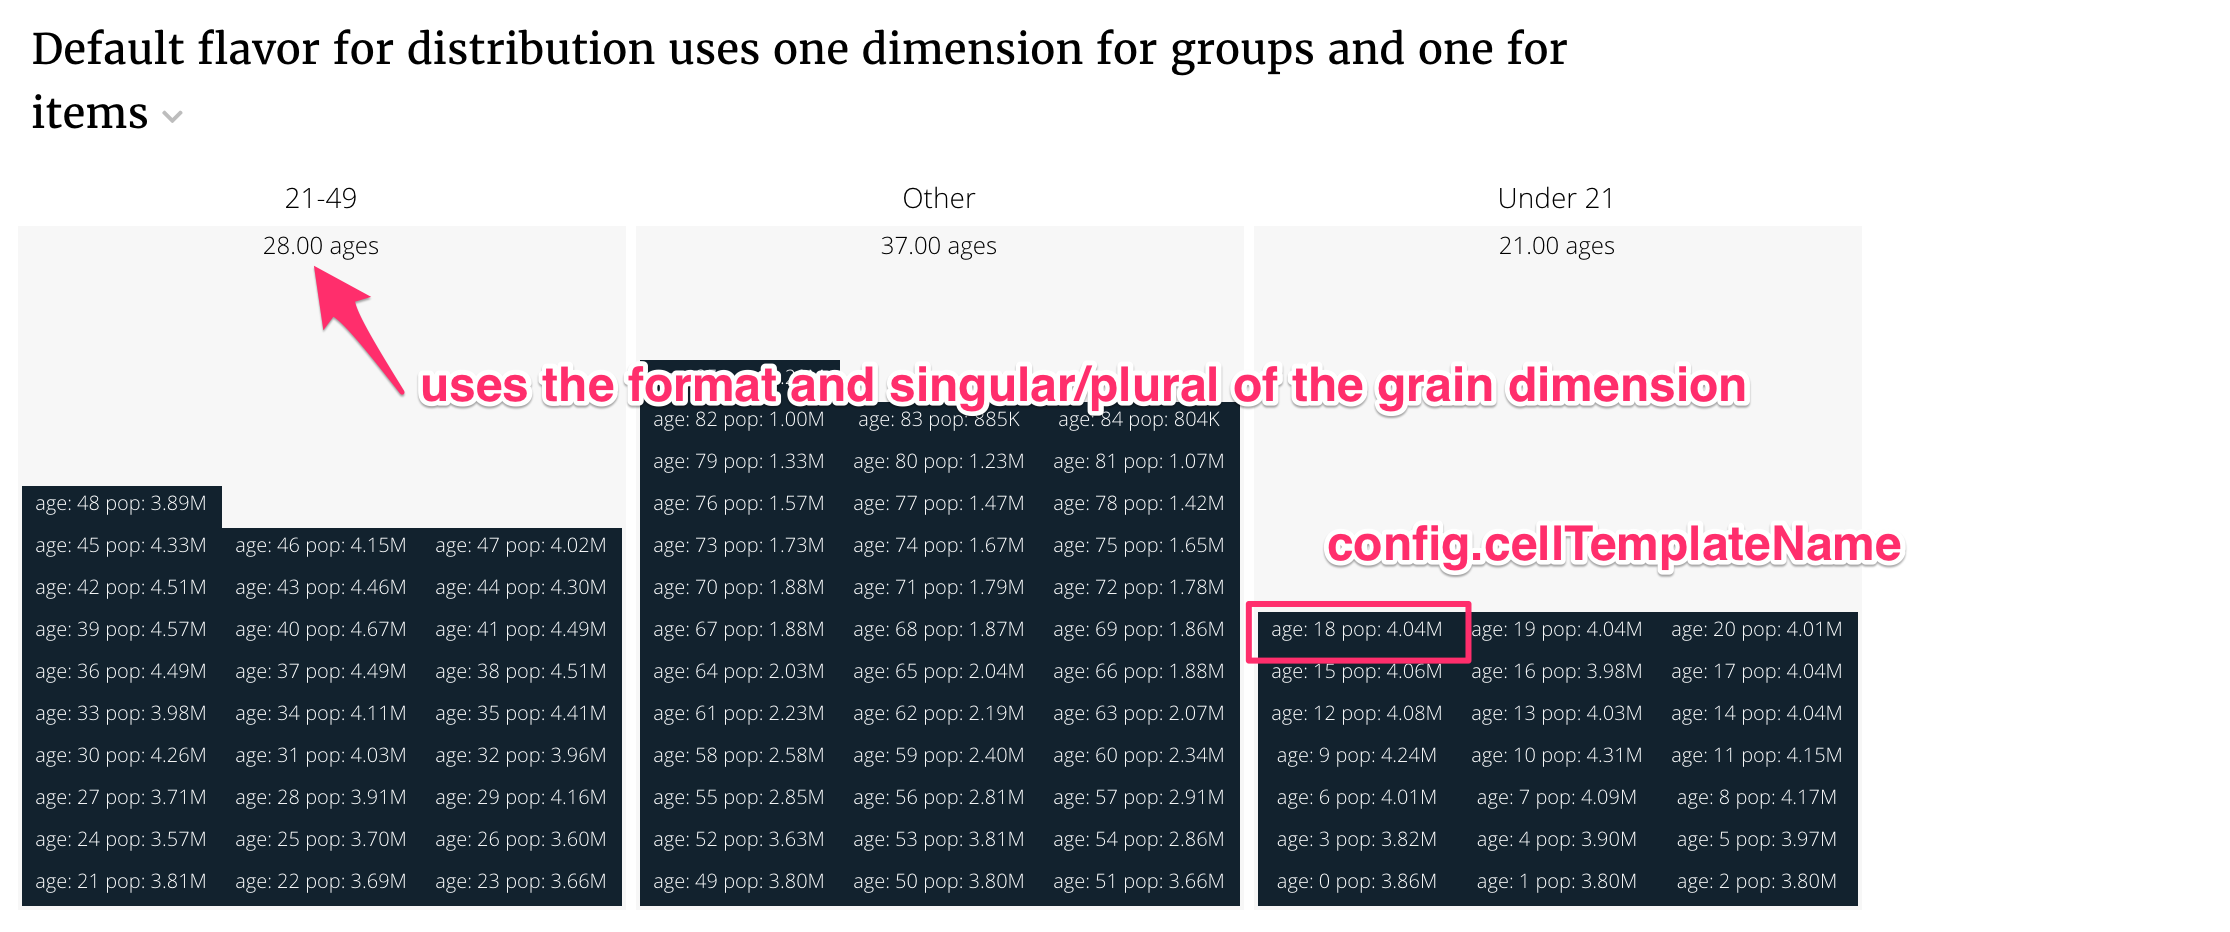 Default flavor for distribution uses one dimension for groups and one for
items
21-49
28.00 ages
Other
37.00 ages
Under 21
21.00 ages
uses the format and singular/plural of the grain dimension
config.cellTemplateName
age: 48 pop: 3.89M
age: 45 pop: 4.33M age: 46 pop: 4.15M age: 47 pop: 4.02M
age: 42 pop: 4.51M age: 43 pop: 4.46M age: 44 pop: 4.30M
age: 39 pop: 4.57M age: 40 pop: 4.67M age: 41 pop: 4.49M
age: 36 pop: 4.49M age: 37 pop: 4.49M age: 38 pop: 4.51M
age: 33 pop: 3.98M age: 34 pop: 4.11M age: 35 pop: 4.41M
age: 30 pop: 4.26M age: 31 pop: 4.03M age: 32 pop: 3.96M
age: 27 pop: 3.71M age: 28 pop: 3.91M age: 29 pop: 4.16M
age: 24 pop: 3.57M age: 25 pop: 3.70M age: 26 pop: 3.60M
age: 21 pop: 3.81M age: 22 pop: 3.69M age: 23 pop: 3.66M
age: 82 pop: 1.00M age: 83 pop: 885K age: 84 pop: 804K
age: 79 pop: 1.33M age: 80 pop: 1.23M age: 81 pop: 1.07M
age: 76 pop: 1.57M age: 77 pop: 1.47M age: 78 pop: 1.42M
age: 73 pop: 1.73M age: 74 pop: 1.67M age: 75 pop: 1.65M
age: 70 pop: 1.88M age: 71 pop: 1.79M age: 72 pop: 1.78M
age: 67 pop: 1.88M age: 68 pop: 1.87M age: 69 pop: 1.86M
age: 64 pop: 2.03M age: 65 pop: 2.04M age: 66 pop: 1.88M
age: 61 pop: 2.23M age: 62 pop: 2.19M age: 63 pop: 2.07M
age: 58 pop: 2.58M age: 59 pop: 2.40M age: 60 pop: 2.34M
age: 55 pop: 2.85M age: 56 pop: 2.81M age: 57 pop: 2.91M
age: 52 pop: 3.63M age: 53 pop: 3.81M age: 54 pop: 2.86M
age: 49 pop: 3.80M age: 50 pop: 3.80M age: 51 pop: 3.66M
age: 18 pop: 4.04M age: 19 pop: 4.04M age: 20 pop: 4.01M
age: 15 pop: 4.06M age: 16 pop: 3.98M age: 17 pop: 4.04M
age: 12 pop: 4.08M age: 13 pop: 4.03M age: 14 pop: 4.04M
age: 9 pop: 4.24M age: 10 pop: 4.31M age: 11 pop: 4.15M
age: 6 pop: 4.01M age: 7 pop: 4.09M age: 8 pop: 4.17M
age: 3 pop: 3.82M age: 4 pop: 3.90M age: 5 pop: 3.97M
age: 0 pop: 3.86M age: 1 pop: 3.80M age: 2 pop: 3.80M